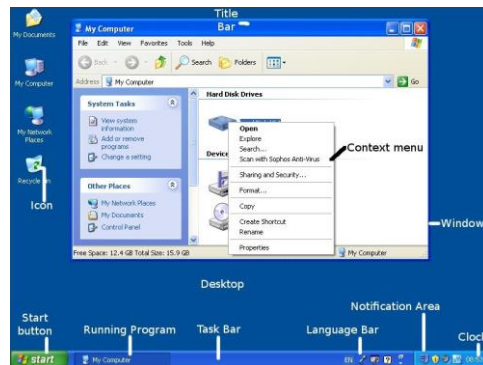 Title
Bar
My Documents
My Computer
File Edit View Favorites Tools Help
Back Search Folders
Address My Computer Go
My Computer
System Tasks
View system
information
Add or remove
programs
Change a setting
Hard Disk Drives
My Network
Places
Open
Explore
Search...
Scan with Sophos Anti-Virus
Sharing and Security...
Format...
Copy
Create Shortcut
Rename
Properties
Context menu
Other Places
My Network Places
My Documents
Control Panel
Icon
Window
Free Space: 12.4 GB Total Size: 15.9 GB
My Computer
Desktop
Notification Area
Start
button
Running Program
Task Bar
Language Bar
Clock
start
My Computer
EN